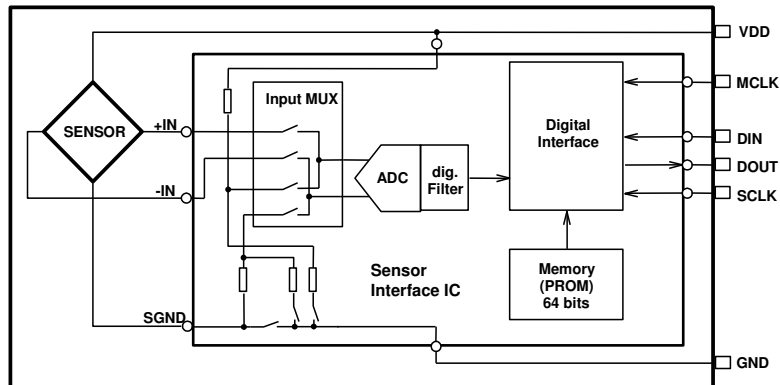 VDD
MCLK
Input MUX
SENSOR
+IN
Digital
Interface
DIN
DOUT
ADC
dig.
Filter
-IN
SCLK
Sensor
Interface IC
Memory
(PROM)
64 bits
SGND
GND